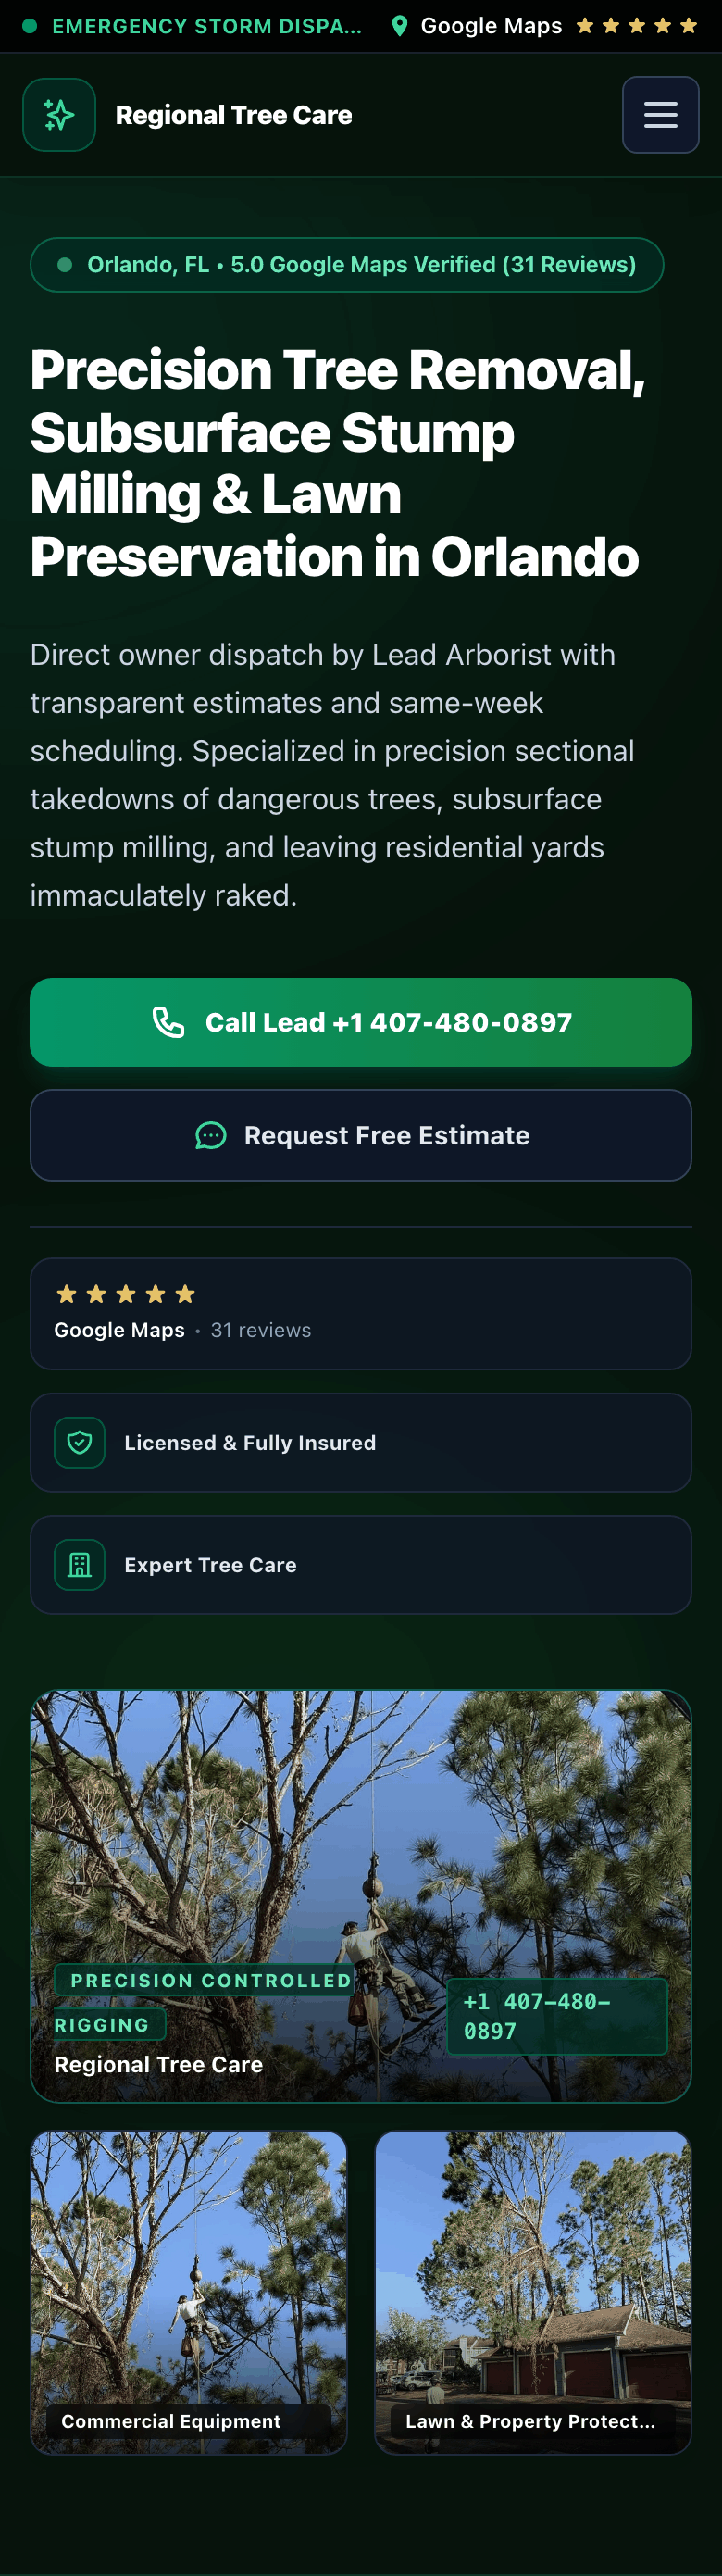 EMERGENCY STORM DISPA... Google Maps
Regional Tree Care
Orlando, FL • 5.0 Google Maps Verified (31 Reviews)
Precision Tree Removal,
Subsurface Stump
Milling & Lawn
Preservation in Orlando
Direct owner dispatch by Lead Arborist with
transparent estimates and same-week
scheduling. Specialized in precision sectional
takedowns of dangerous trees, subsurface
stump milling, and leaving residential yards
immaculately raked.
Call Lead +1 407-480-0897
Request Free Estimate
Google Maps • 31 reviews
Licensed & Fully Insured
Expert Tree Care
PRECISION CONTROLLED
RIGGING
Regional Tree Care
+1 407-480-
0897
Commercial Equipment
Lawn & Property Protect...